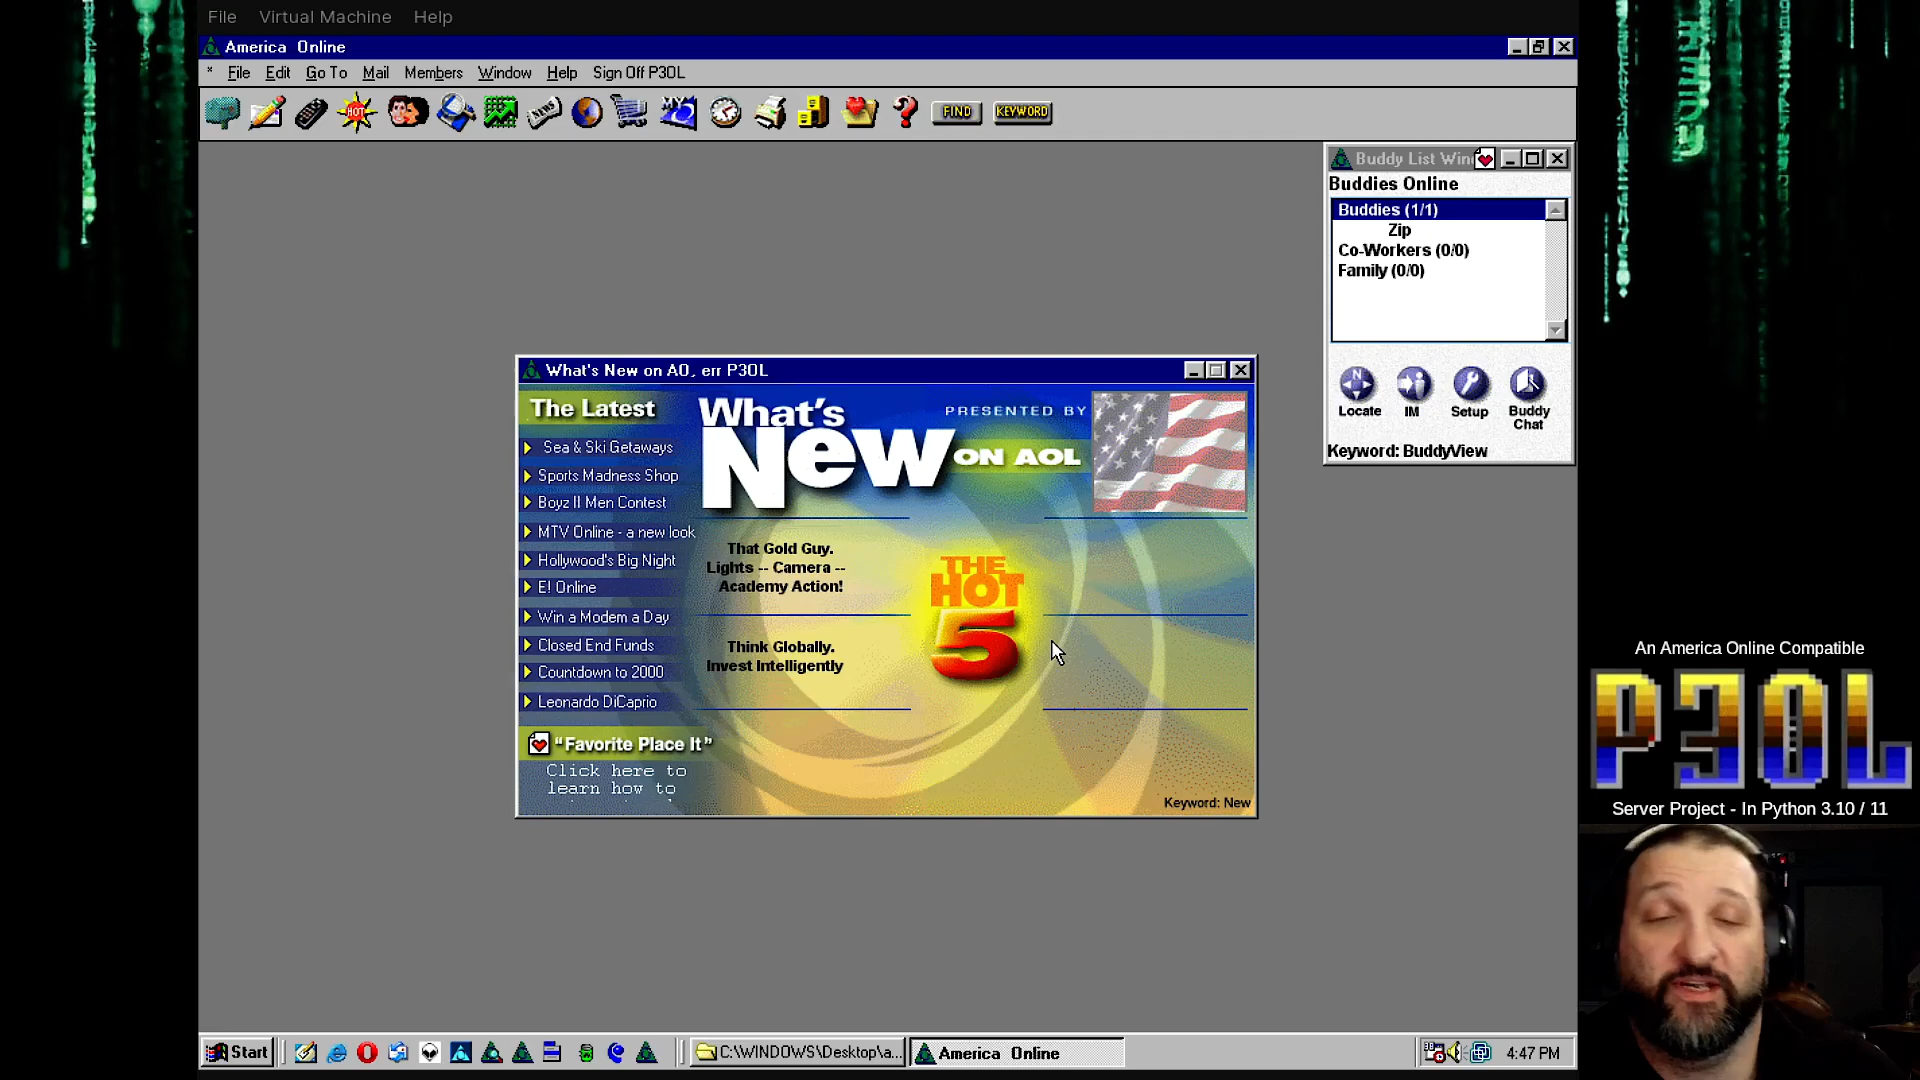 File Virtual Machine Help
America Online
* File Edit Go To Mail Members Window Help Sign Off P3OL
HOT
MY
FIND KEYWORD
Buddy List Win
Buddies Online
Buddies (1/1)
Zip
Co-Workers (0/0)
Family (0/0)
N
Locate IM Setup Buddy Chat
Keyword: BuddyView
What's New on AO, err P3OL
The Latest
Sea & Ski Getaways
Sports Madness Shop
Boyz II Men Contest
MTV Online - a new look
Hollywood's Big Night
E! Online
Win a Modem a Day
Closed End Funds
Countdown to 2000
Leonardo DiCaprio
"Favorite Place It"
Click here to
learn how to
What's
New
ON AOL
PRESENTED BY
That Gold Guy.
Lights -- Camera --
Academy Action!
Think Globally.
Invest Intelligently
THE
HOT
5
Keyword: New
An America Online Compatible
P3OL
Server Project - In Python 3.10 / 11
Start
C:\WINDOWS\Desktop\a...
America Online
4:47 PM